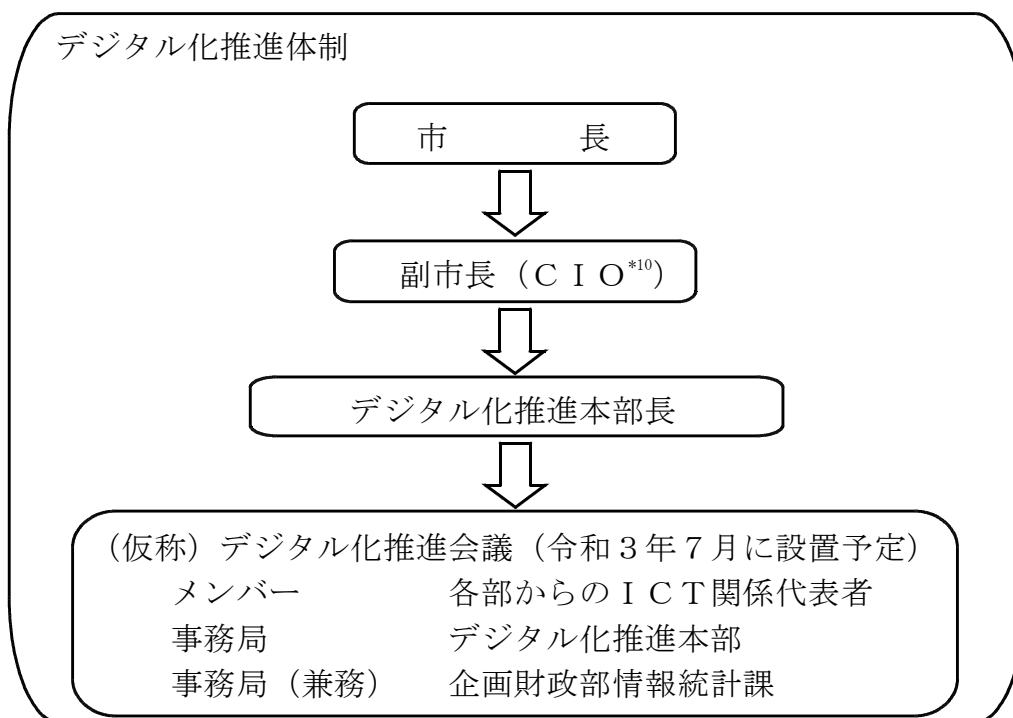 デジタル化推進体制
市　　　　長
副市長（ＣＩＯ*10）
デジタル化推進本部長
（仮称）デジタル化推進会議（令和３年７月に設置予定）
メンバー　　　　各部からのＩＣＴ関係代表者
事務局　　　　　デジタル化推進本部
事務局（兼務）　企画財政部情報統計課